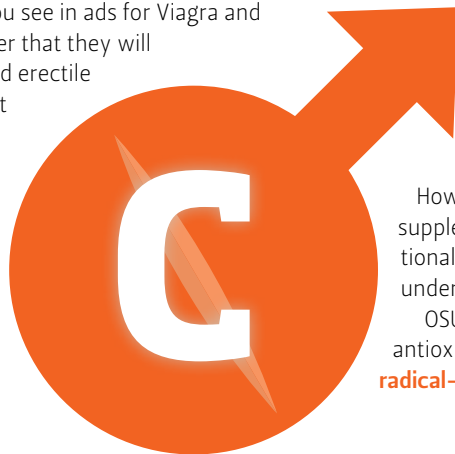 ou see in ads for Viagra and
er that they will
d erectile
t
C
How
supple
tional
under
OSU
antiox
radical-